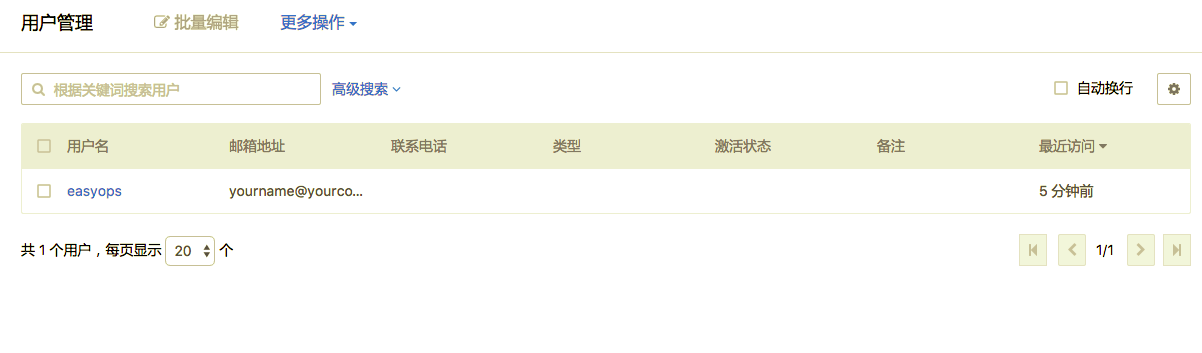 用户管理 批量编辑 更多操作
根据关键词搜索用户 高级搜索 自动换行
用户名 邮箱地址 联系电话 类型 激活状态 备注 最近访问
easyops yourname@yourco... 5 分钟前
共 1 个用户，每页显示 20 个 1/1